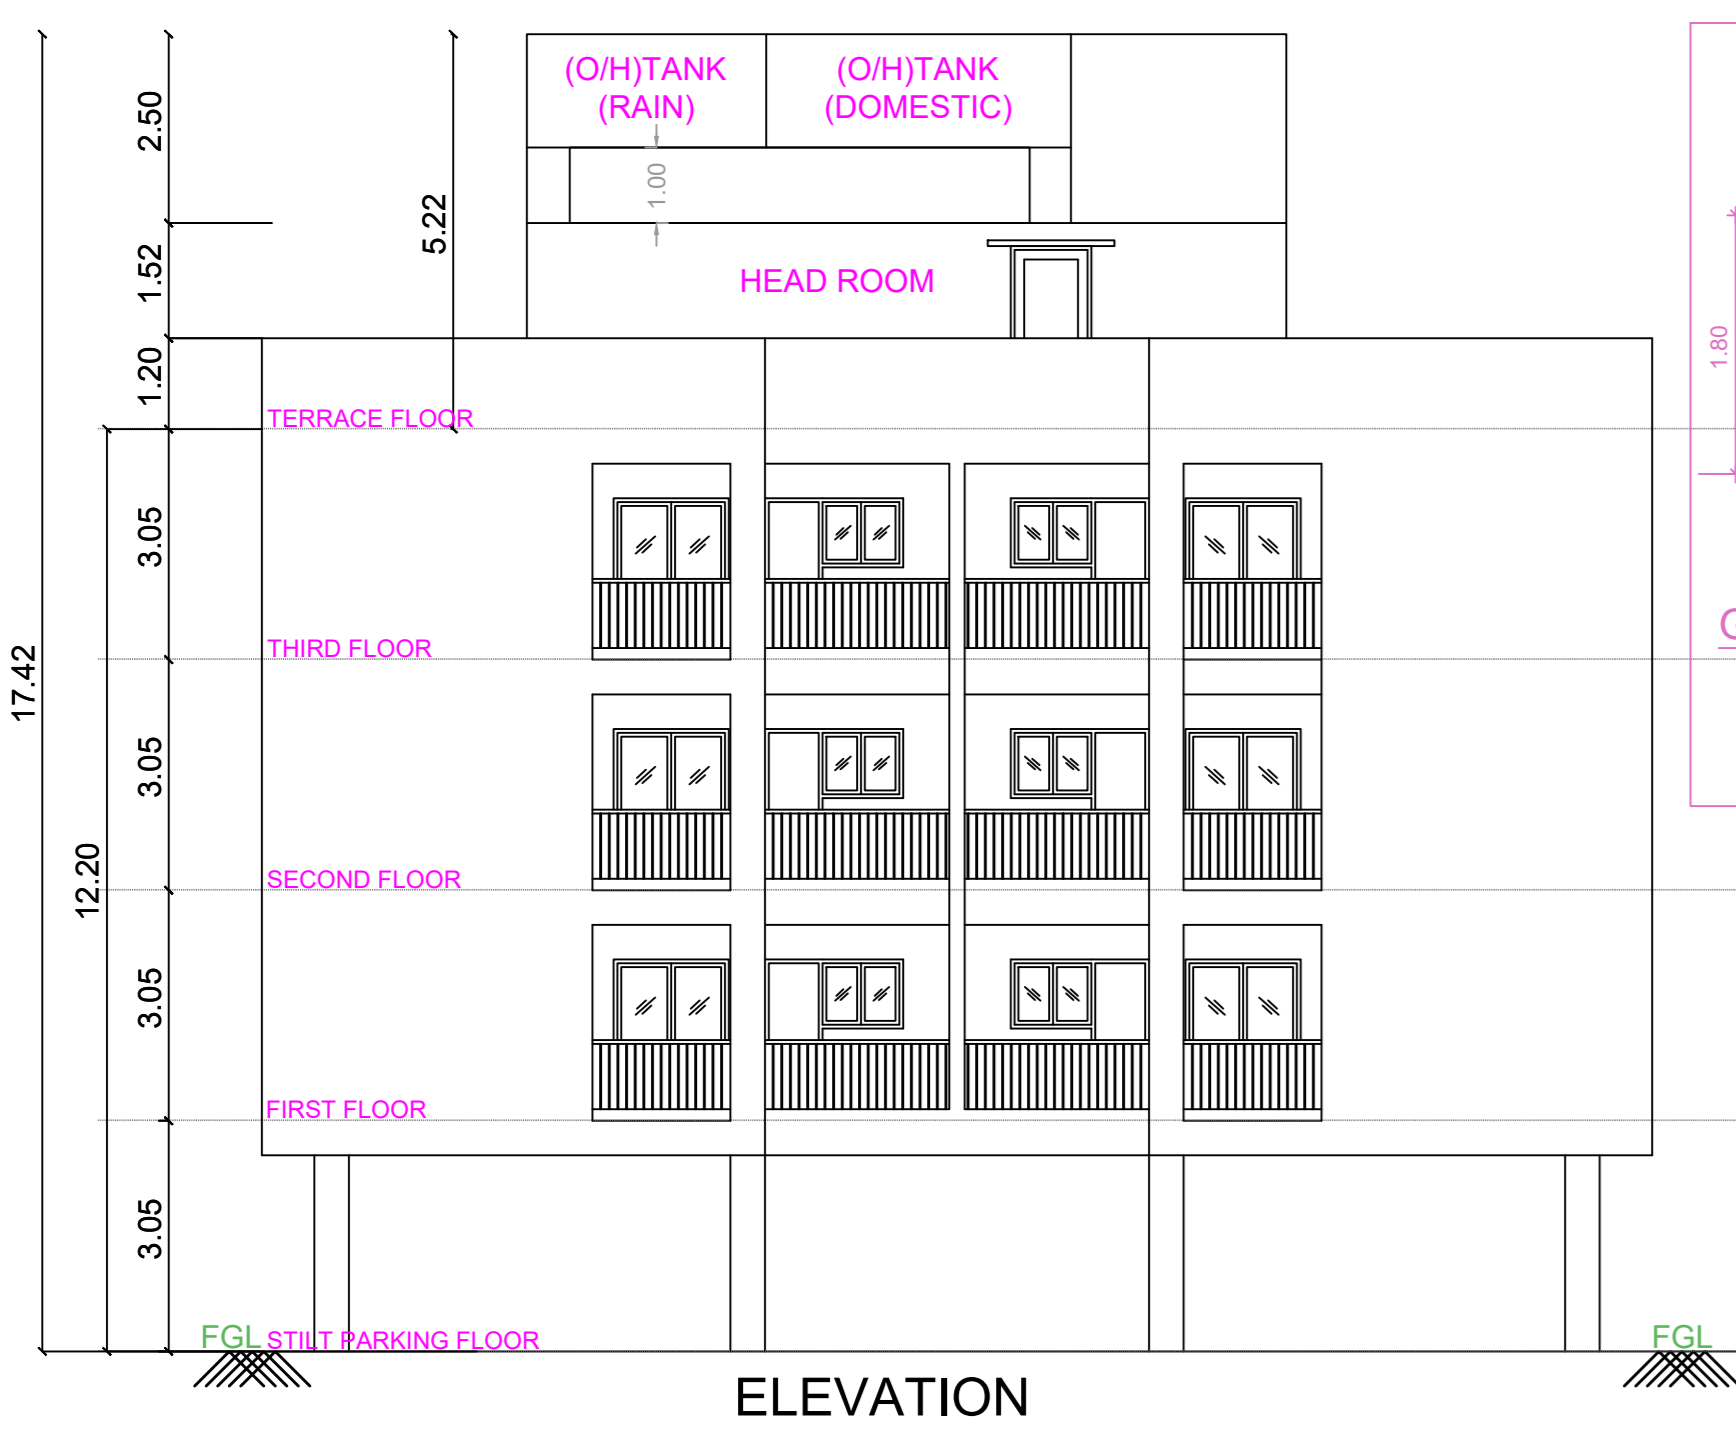 (O/H)TANK
(RAIN)
(O/H)TANK
(DOMESTIC)
2.50
1.00
5.22
1.52
HEAD ROOM
1.80
1.20
TERRACE FLOOR
3.05
THIRD FLOOR
17.42
3.05
12.20
SECOND FLOOR
3.05
FIRST FLOOR
3.05
FGL
STILT PARKING FLOOR
FGL
ELEVATION